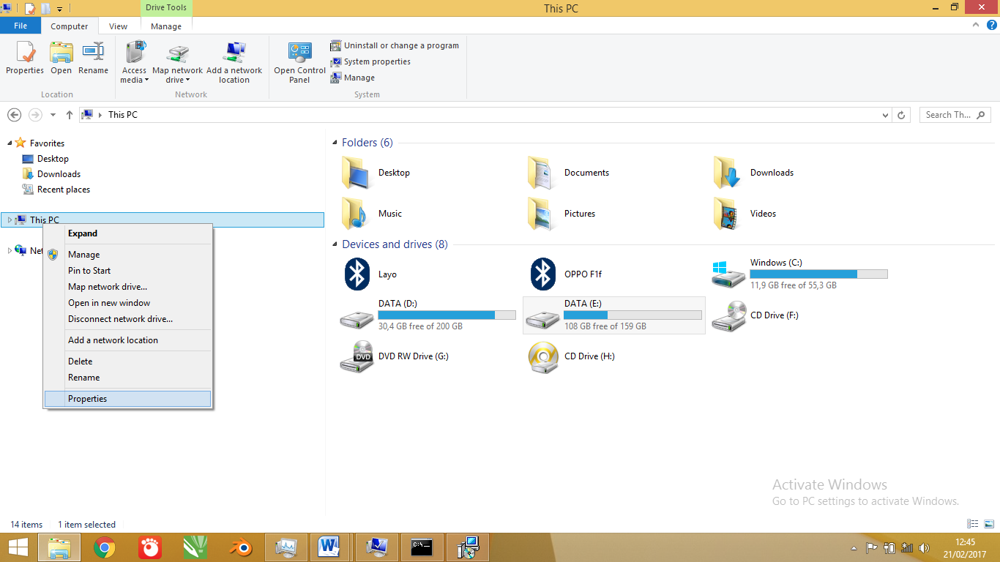 Drive Tools
This PC
File
Computer
View
Manage
Properties
Open
Rename
Access
media
Map network
drive
Add a network
location
Open Control
Panel
Uninstall or change a program
System properties
Manage
Location
Network
System
This PC
Search Th...
Favorites
Desktop
Downloads
Recent places
This PC
Net
Expand
Manage
Pin to Start
Map network drive...
Open in new window
Disconnect network drive...
Add a network location
Delete
Rename
Properties
Folders (6)
Desktop
Documents
Downloads
Music
Pictures
Videos
Devices and drives (8)
Layo
OPPO F1f
Windows (C:)
11,9 GB free of 55,3 GB
DATA (D:)
30,4 GB free of 200 GB
DATA (E:)
108 GB free of 159 GB
CD Drive (F:)
DVD
DVD RW Drive (G:)
CD Drive (H:)
Activate Windows
Go to PC settings to activate Windows.
14 items
1 item selected
C:\
12:45
21/02/2017